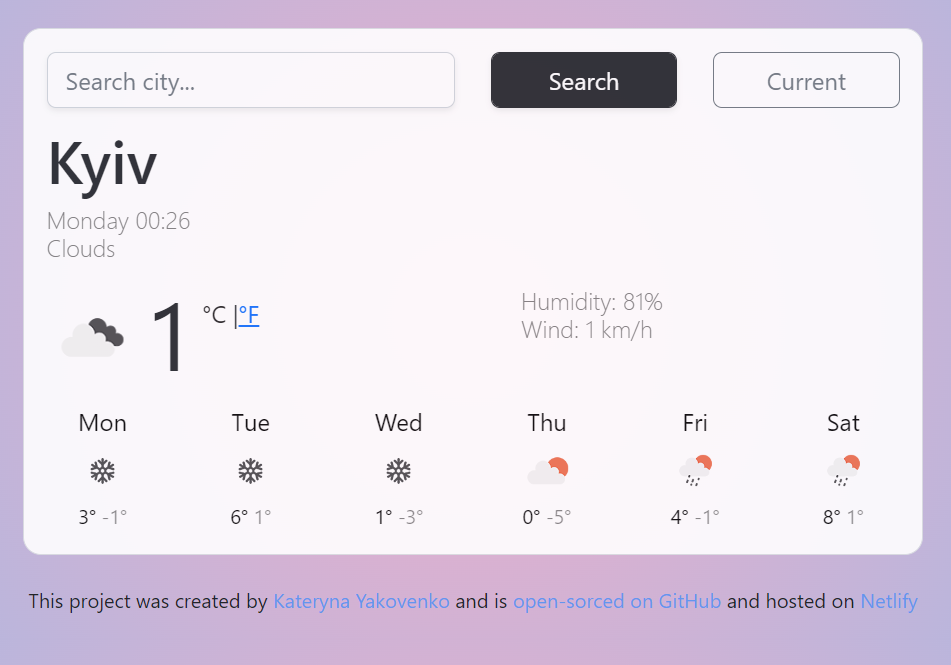 Search city... Search Current
Kyiv
Monday 00:26
Clouds
1 °C |°F
Humidity: 81%
Wind: 1 km/h
Mon Tue Wed Thu Fri Sat
3° -1° 6° 1° 1° -3° 0° -5° 4° -1° 8° 1°
This project was created by Kateryna Yakovenko and is open-sorced on GitHub and hosted on Netlify